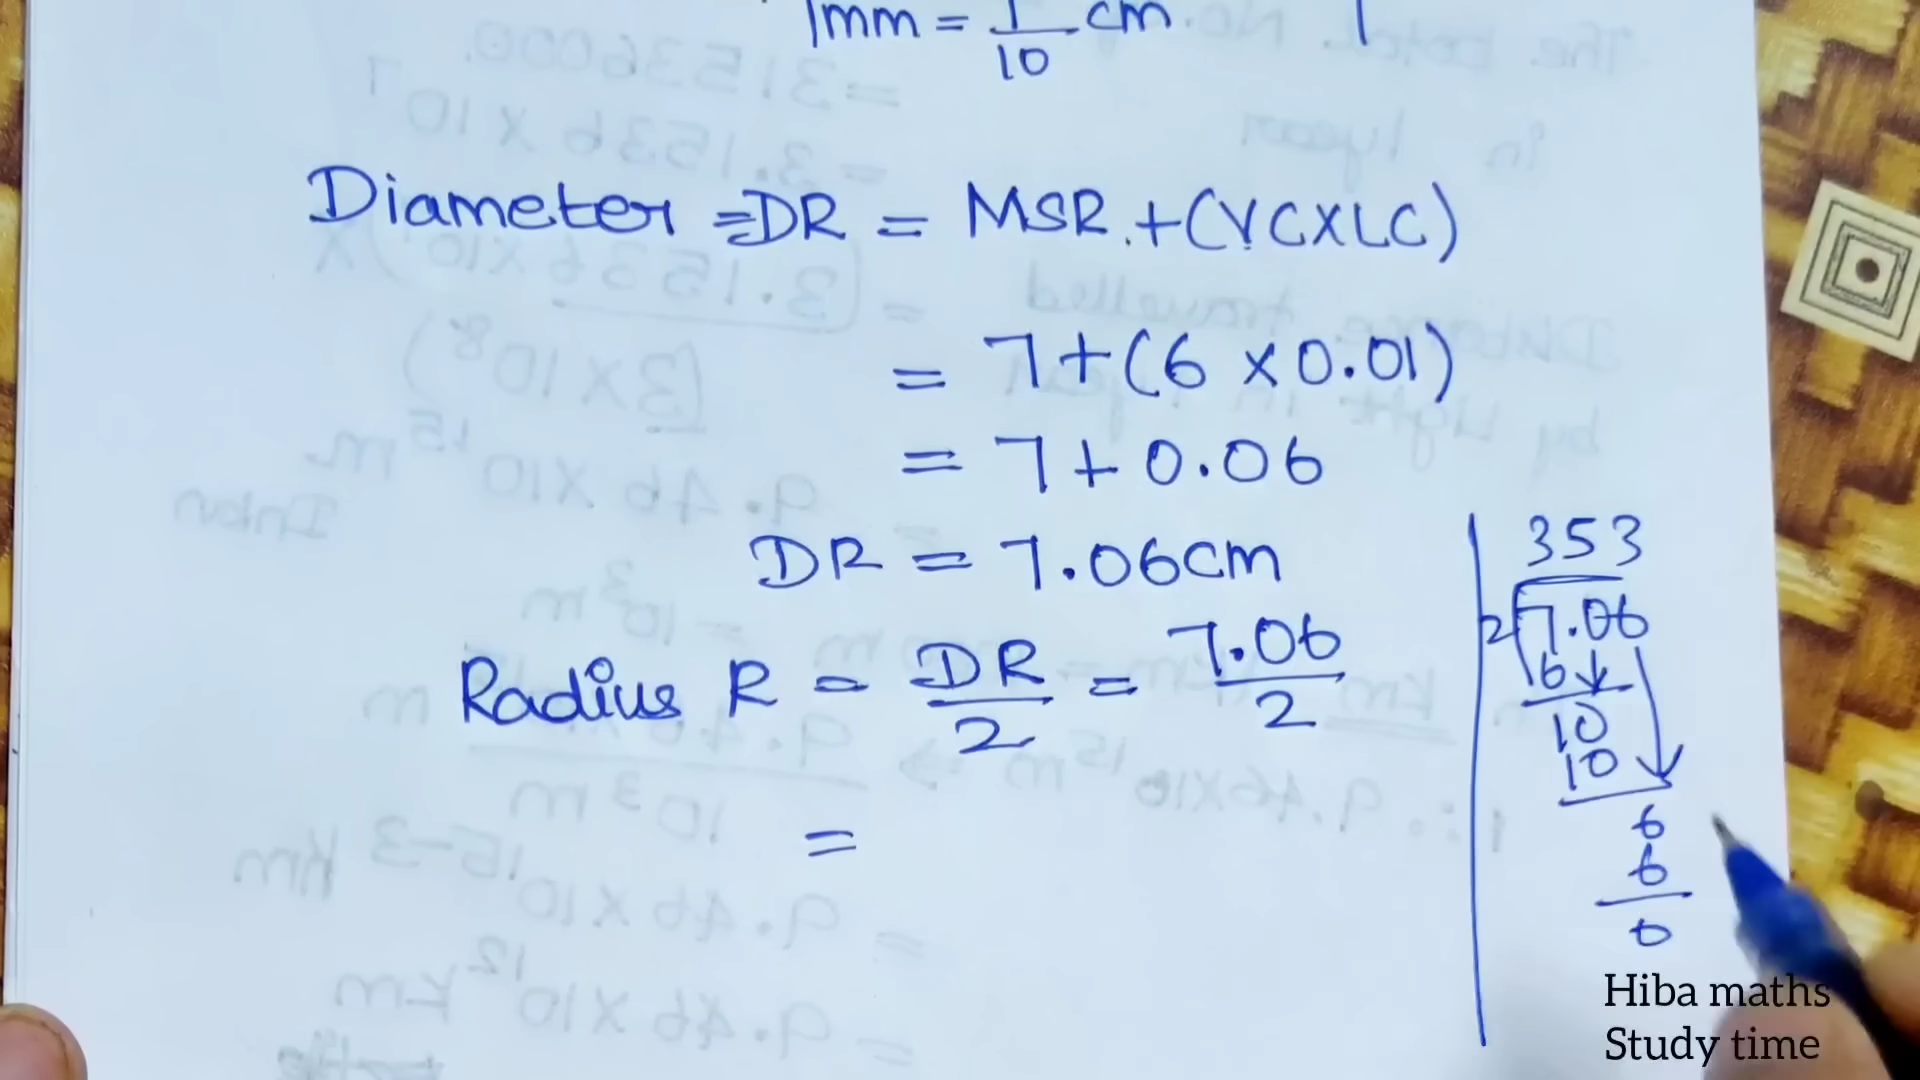 1mm = 1/10 cm
Diameter = DR = MSR + (VC X LC)
= 7 + (6 × 0.01)
= 7 + 0.06
DR = 7.06 cm
Radius R = DR/2 = 7.06/2
=
353
2 7.06
6
10
10
6
6
0
Hiba maths
Study time